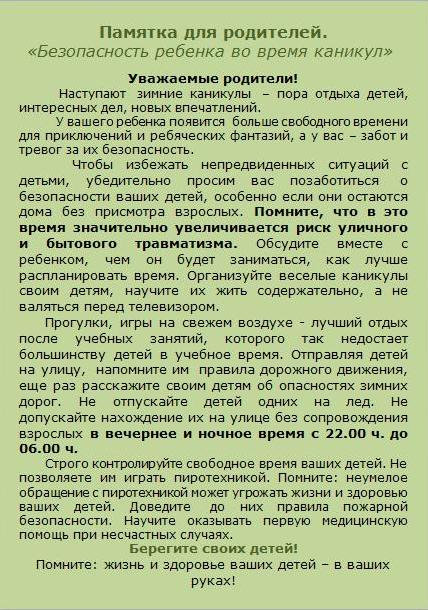 Памятка для родителей.
«Безопасность ребенка во время каникул»
Уважаемые родители!
Наступают зимние каникулы – пора отдыха детей,
интересных дел, новых впечатлений.
У вашего ребенка появится больше свободного времени
для приключений и ребяческих фантазий, а у вас – забот и
тревог за их безопасность.
Чтобы избежать непредвиденных ситуаций с
детьми, убедительно просим вас позаботиться о
безопасности ваших детей, особенно если они остаются
дома без присмотра взрослых. Помните, что в это
время значительно увеличивается риск уличного
и бытового травматизма. Обсудите вместе с
ребенком, чем он будет заниматься, как лучше
распланировать время. Организуйте веселые каникулы
своим детям, научите их жить содержательно, а не
валяться перед телевизором.
Прогулки, игры на свежем воздухе - лучший отдых
после учебных занятий, которого так недостает
большинству детей в учебное время. Отправляя детей
на улицу, напомните им правила дорожного движения,
еще раз расскажите своим детям об опасностях зимних
дорог. Не отпускайте детей одних на лед. Не
допускайте нахождение их на улице без сопровождения
взрослых в вечернее и ночное время с 22.00 ч. до
06.00 ч.
Строго контролируйте свободное время ваших детей. Не
позволяете им играть пиротехникой. Помните: неумелое
обращение с пиротехникой может угрожать жизни и здоровью
ваших детей. Доведите до них правила пожарной
безопасности. Научите оказывать первую медицинскую
помощь при несчастных случаях.
Берегите своих детей!
Помните: жизнь и здоровье ваших детей – в ваших
руках!